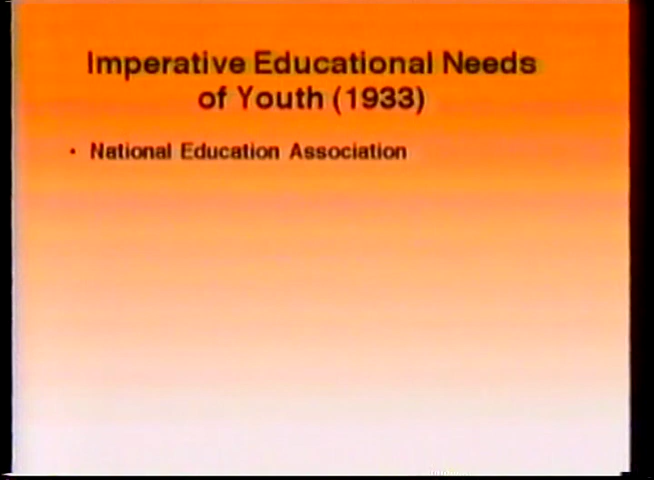 Imperative Educational Needs
of Youth (1933)
• National Education Association